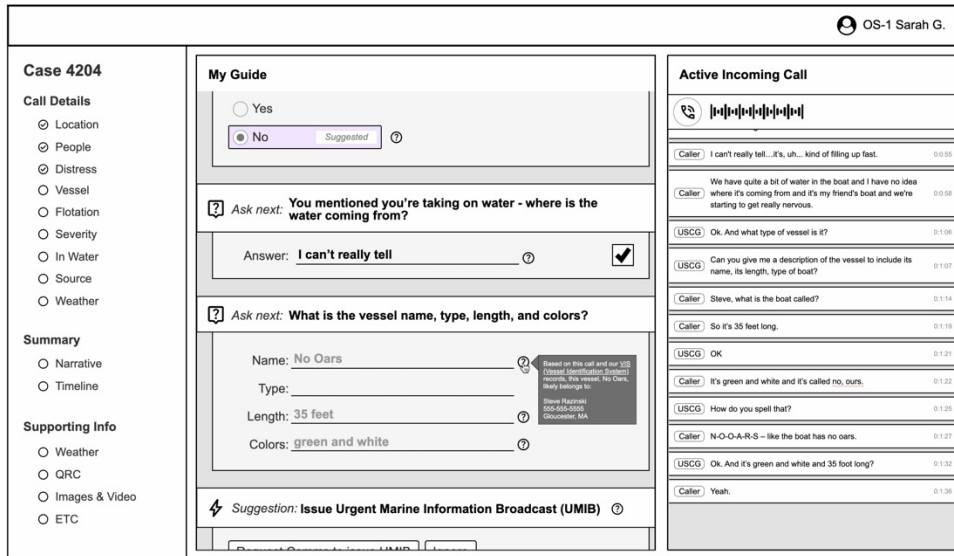 OS-1 Sarah G.
Case 4204
Call Details
Location
People
Distress
Vessel
Flotation
Severity
In Water
Source
Weather
Summary
Narrative
Timeline
Supporting Info
Weather
QRC
Images & Video
ETC
My Guide
Yes
No Suggested
Ask next: You mentioned you're taking on water - where is the
water coming from?
Answer: I can't really tell
Ask next: What is the vessel name, type, length, and colors?
Name: No Oars
Based on this call and our VIS
(Vessel Identification System)
records, this vessel, No Oars,
likely belongs to:
Steve Razinski
555-555-5555
Gloucester, MA
Type:
Length: 35 feet
Colors: green and white
Suggestion: Issue Urgent Marine Information Broadcast (UMIB)
Request Comms to issue UMIB Ignore
Active Incoming Call
Caller I can't really tell...it's, uh... kind of filling up fast. 0:0:55
We have quite a bit of water in the boat and I have no idea
Caller where it's coming from and it's my friend's boat and we're 0:0:58
starting to get really nervous.
USCG Ok. And what type of vessel is it? 0:1:06
USCG Can you give me a description of the vessel to include its 0:1:07
name, its length, type of boat?
Caller Steve, what is the boat called? 0:1:14
Caller So it's 35 feet long. 0:1:19
USCG OK 0:1:21
Caller It's green and white and it's called no, ours. 0:1:22
USCG How do you spell that? 0:1:25
Caller N-O-O-A-R-S – like the boat has no oars. 0:1:27
USCG Ok. And it's green and white and 35 foot long? 0:1:32
Caller Yeah. 0:1:36